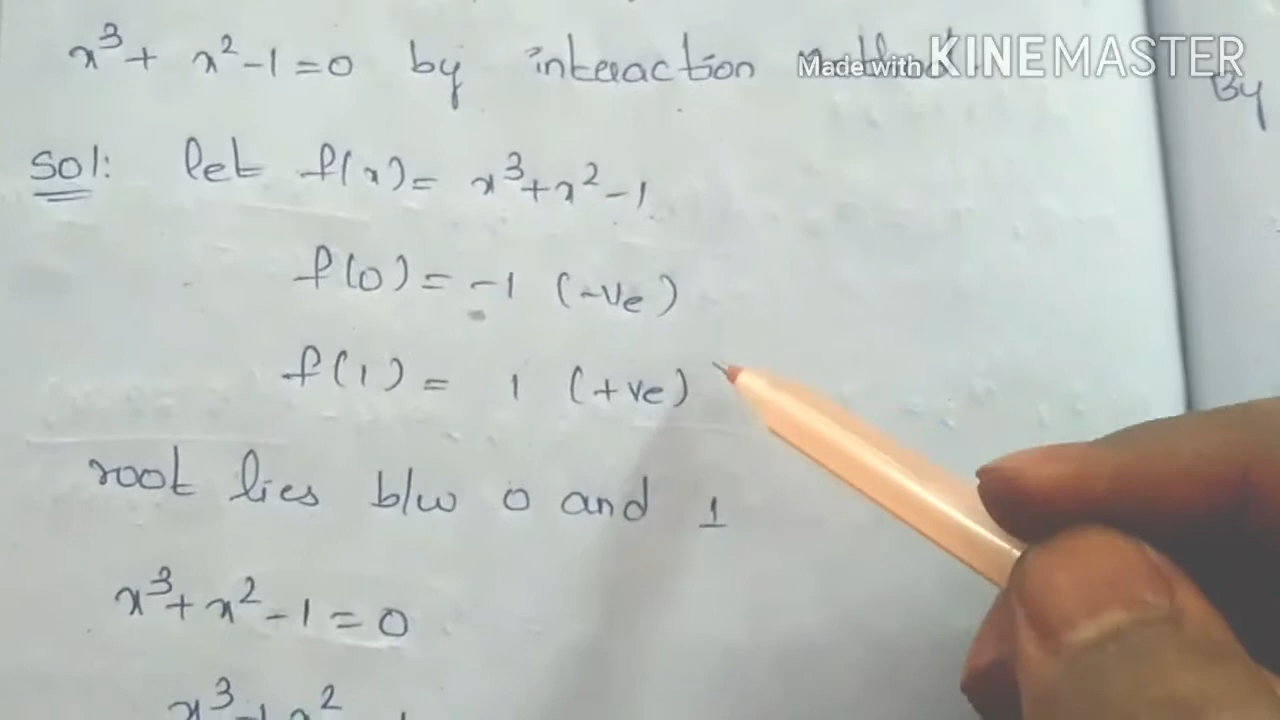 x³ + x² - 1 = 0 by interaction
Made with KINEMASTER
By
Sol: let f(x) = x³ + x² - 1
f(0) = -1 (-ve)
f(1) = 1 (+ve)
root lies b/w 0 and 1
x³ + x² - 1 = 0